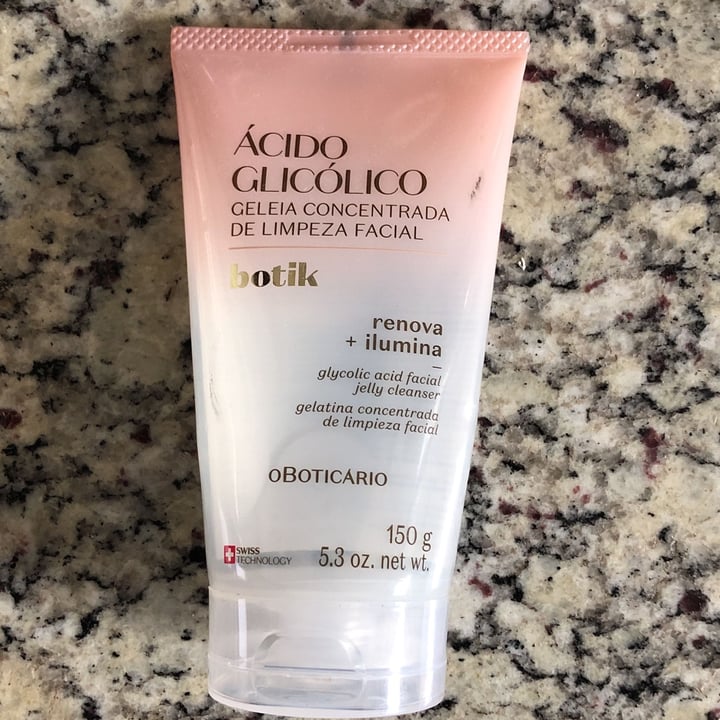 ÁCIDO
GLICÓLICO
GELEIA CONCENTRADA
DE LIMPEZA FACIAL
botik
renova
+ ilumina
glycolic acid facial
jelly cleanser
gelatina concentrada
de limpieza facial
oBOTICÁRIO
150 g
5.3 oz. net wt.
SWISS
TECHNOLOGY